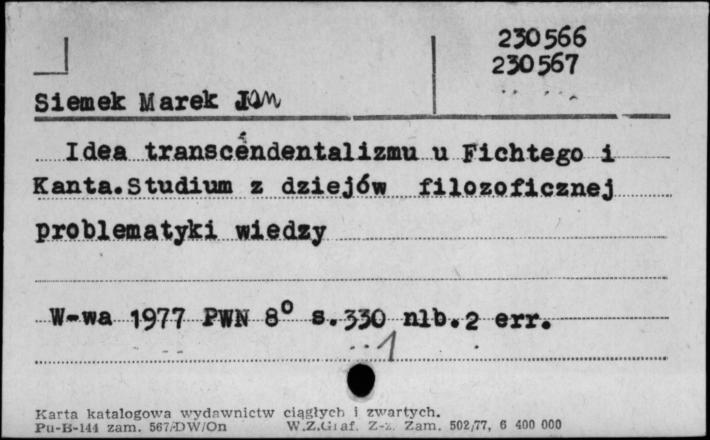 230566
230567
Siemek Marek Jan
Idea transcéndentalizmu u Fichtego i
Kanta.Studium z dziejów filozoficznej
problematyki wiedzy
W-wa 1977 PWN 8° s.330 nlb.2 err.
1
Karta katalogowa wydawnictw ciągłych i zwartych.
Pu-B-144 zam. 567/DW/On W.Z.Graf. Z-z. Zam. 502/77, 6 400 000